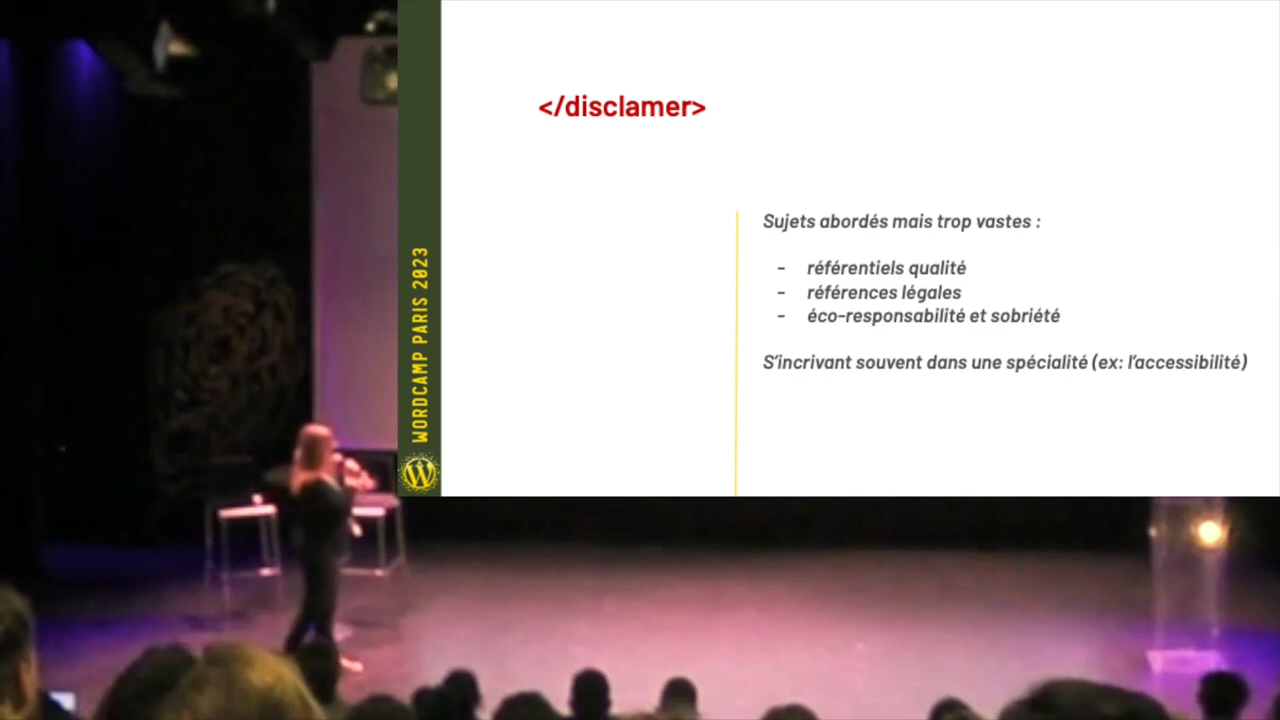 </disclamer>
Sujets abordés mais trop vastes :
- référentiels qualité
- références légales
- éco-responsabilité et sobriété
S'incrivant souvent dans une spécialité (ex: l'accessibilité)
WORDCAMP PARIS 2023